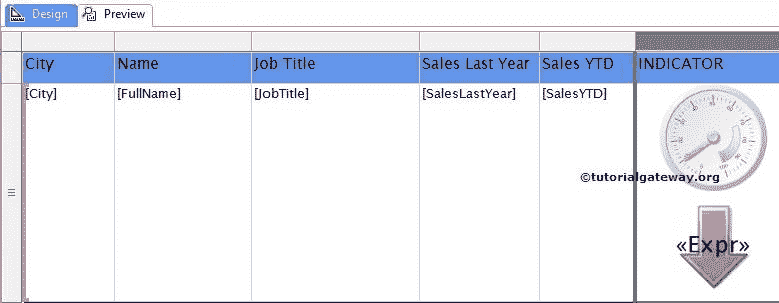 Design Preview
City Name Job Title Sales Last Year Sales YTD INDICATOR
[City] [FullName] [JobTitle] [SalesLastYear] [SalesYTD]
©tutorialgateway.org
«Expr»